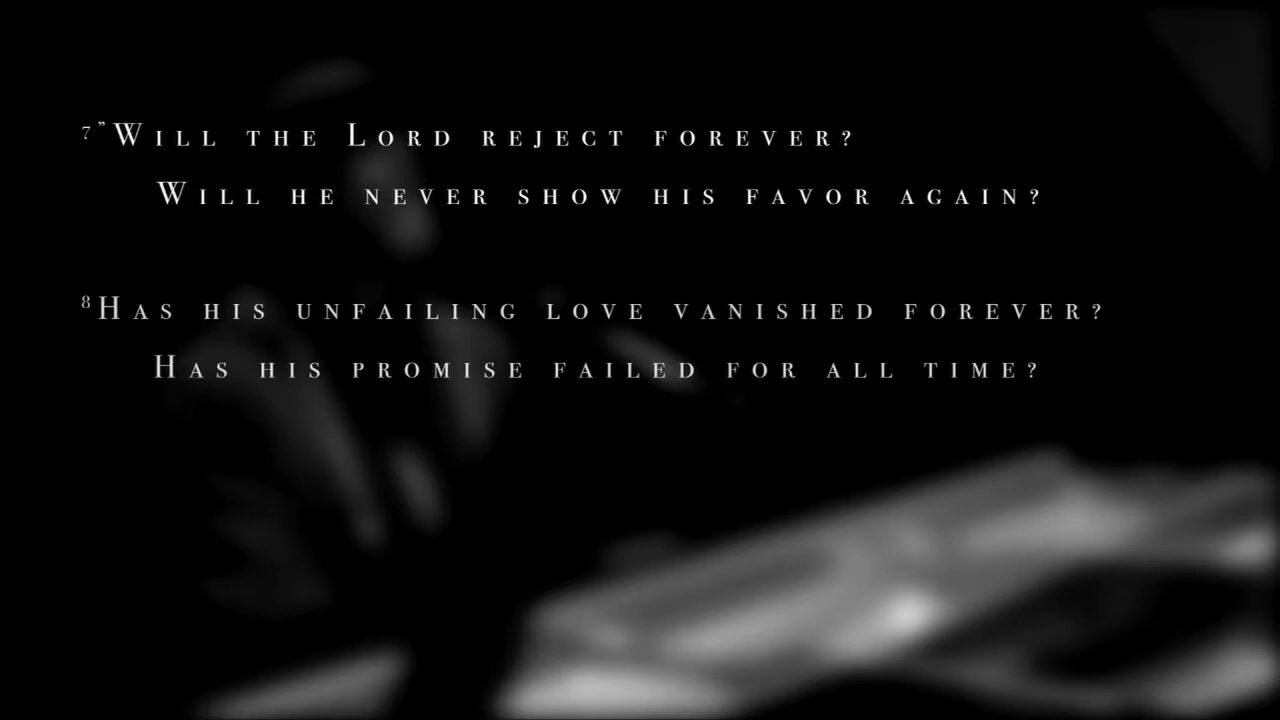 ⁷"Will the Lord reject forever?
Will he never show his favor again?
⁸Has his unfailing love vanished forever?
Has his promise failed for all time?